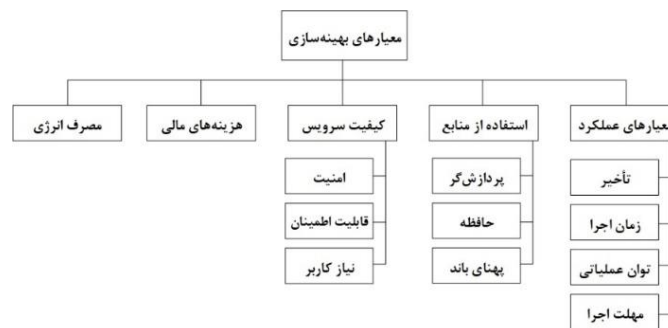 معیارهای بهینه‌سازی
معیارهای عملکرد
استفاده از منابع
کیفیت سرویس
هزینه‌های مالی
مصرف انرژی
تأخیر
زمان اجرا
توان عملیاتی
مهلت اجرا
پردازش‌گر
حافظه
پهنای باند
امنیت
قابلیت اطمینان
نیاز کاربر